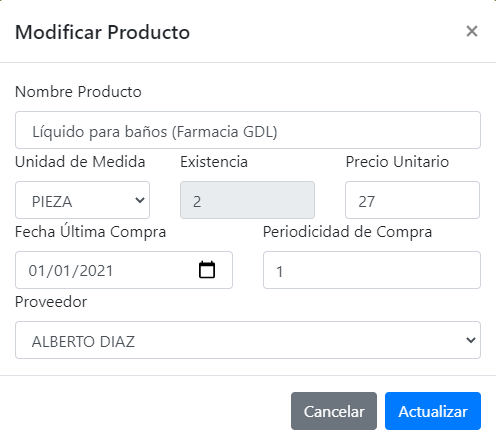 Modificar Producto ×
Nombre Producto
Líquido para baños (Farmacia GDL)
Unidad de Medida Existencia Precio Unitario
PIEZA 2 27
Fecha Última Compra Periodicidad de Compra
01/01/2021 1
Proveedor
ALBERTO DIAZ
Cancelar Actualizar